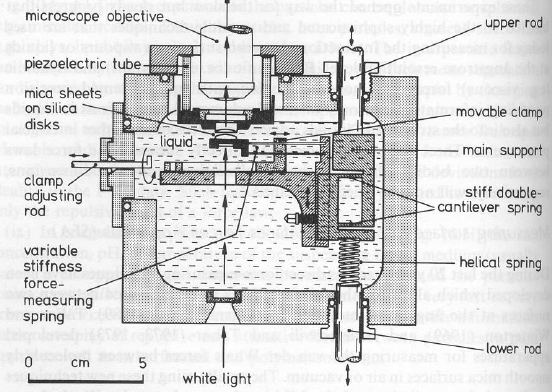 microscope objective
piezoelectric tube
mica sheets
on silica
disks
liquid
clamp
adjusting
rod
variable
stiffness
force-
measuring
springs
0 cm 5
white light
upper rod
movable clamp
main support
stiff double-
cantilever spring
helical spring
lower rod